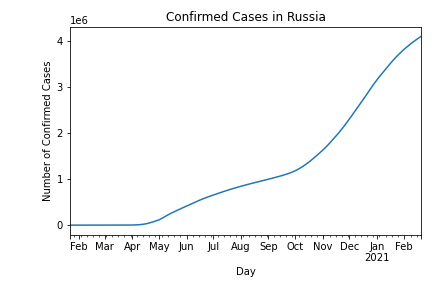 Confirmed Cases in Russia
1e6
4
3
2
1
0
Number of Confirmed Cases
Feb Mar Apr May Jun Jul Aug Sep Oct Nov Dec Jan Feb
2021
Day